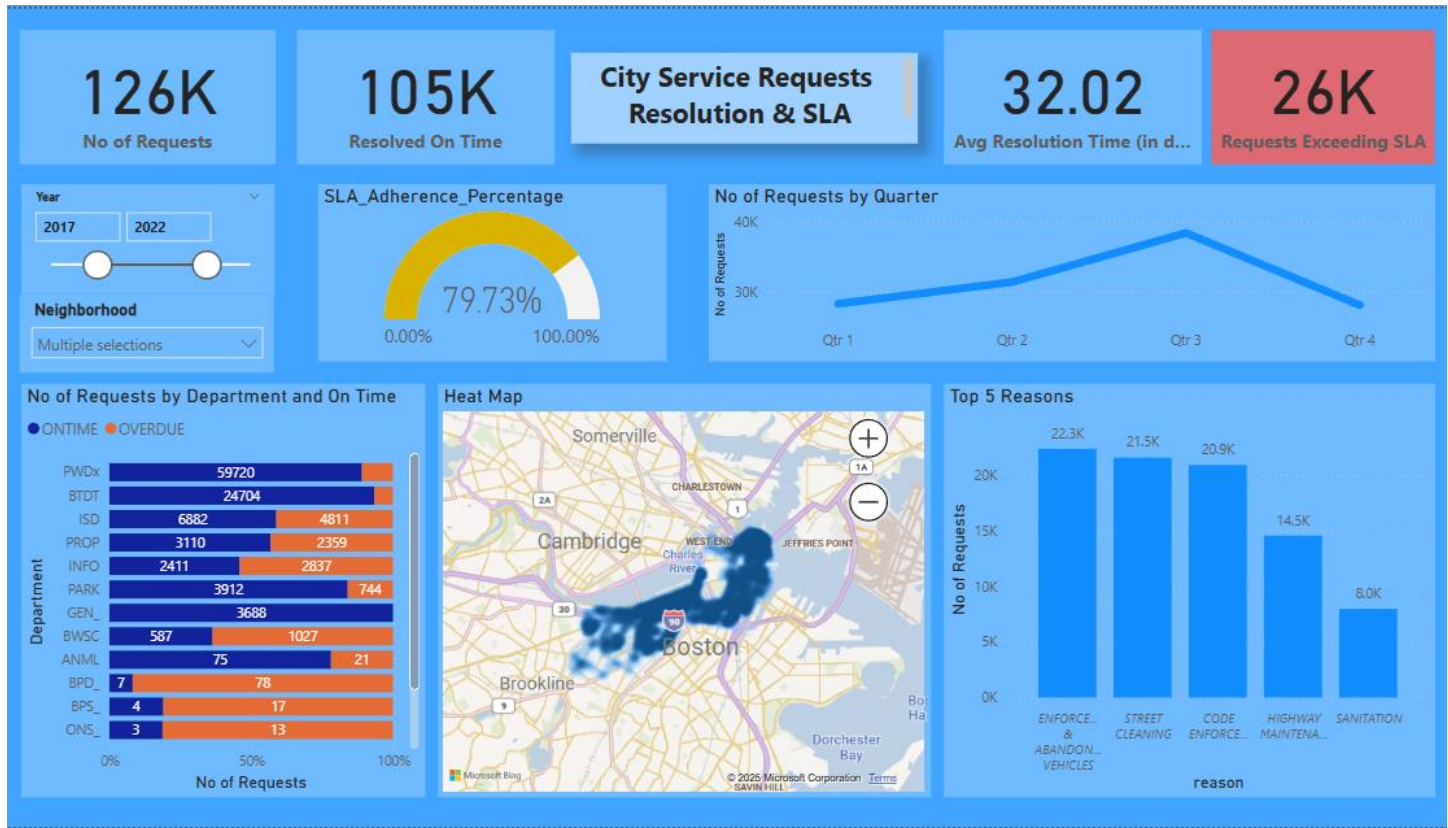 126K
No of Requests
105K
Resolved On Time
City Service Requests
Resolution & SLA
32.02
Avg Resolution Time (in d...
26K
Requests Exceeding SLA
Year
2017 2022
Neighborhood
Multiple selections
SLA_Adherence_Percentage
79.73%
0.00% 100.00%
No of Requests by Quarter
No of Requests
40K
30K
Qtr 1 Qtr 2 Qtr 3 Qtr 4
No of Requests by Department and On Time
ONTIME OVERDUE
Department
PWDx 59720
BTDT 24704
ISD 6882 4811
PROP 3110 2359
INFO 2411 2837
PARK 3912 744
GEN_ 3688
BWSC 587 1027
ANML 75 21
BPD_ 7 78
BPS_ 4 17
ONS_ 3 13
0% 50% 100%
No of Requests
Heat Map
Somerville
1A
CHARLESTOWN
2A
1
Cambridge
WEST END
JEFFRIES POINT
Charles
River
30
90
Boston
Brookline
9
Bo
Ha
Dorchester
Bay
Microsoft Bing
© 2025 Microsoft Corporation Terms
SAVIN HILL
Top 5 Reasons
No of Requests
22.3K
21.5K
20.9K
14.5K
8.0K
20K
15K
10K
5K
0K
ENFORCE...
&
ABANDON...
VEHICLES
STREET
CLEANING
CODE
ENFORCE...
HIGHWAY
MAINTENA...
SANITATION
reason